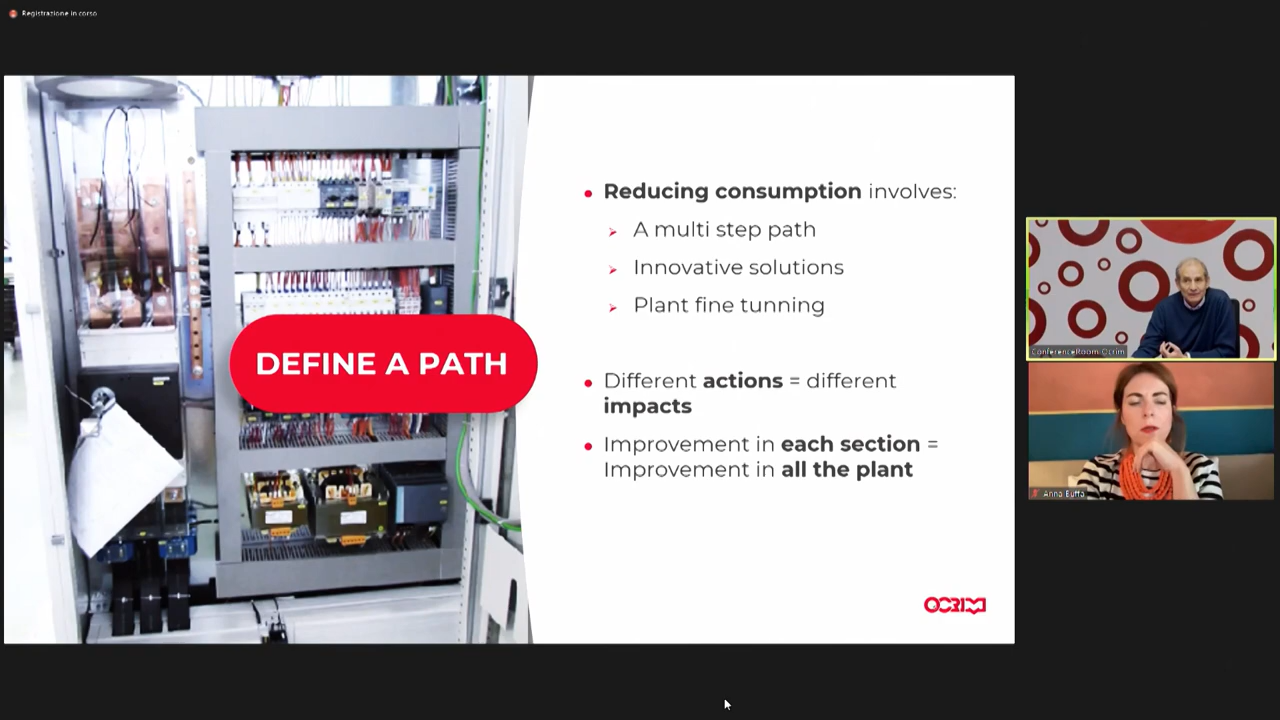 Registrazione in corso
Reducing consumption involves:
A multi step path
Innovative solutions
Plant fine tunning
DEFINE A PATH
Different actions = different
impacts
Improvement in each section =
Improvement in all the plant
OCRIM
ConferenceRoom Ocrim
Anna Buffa